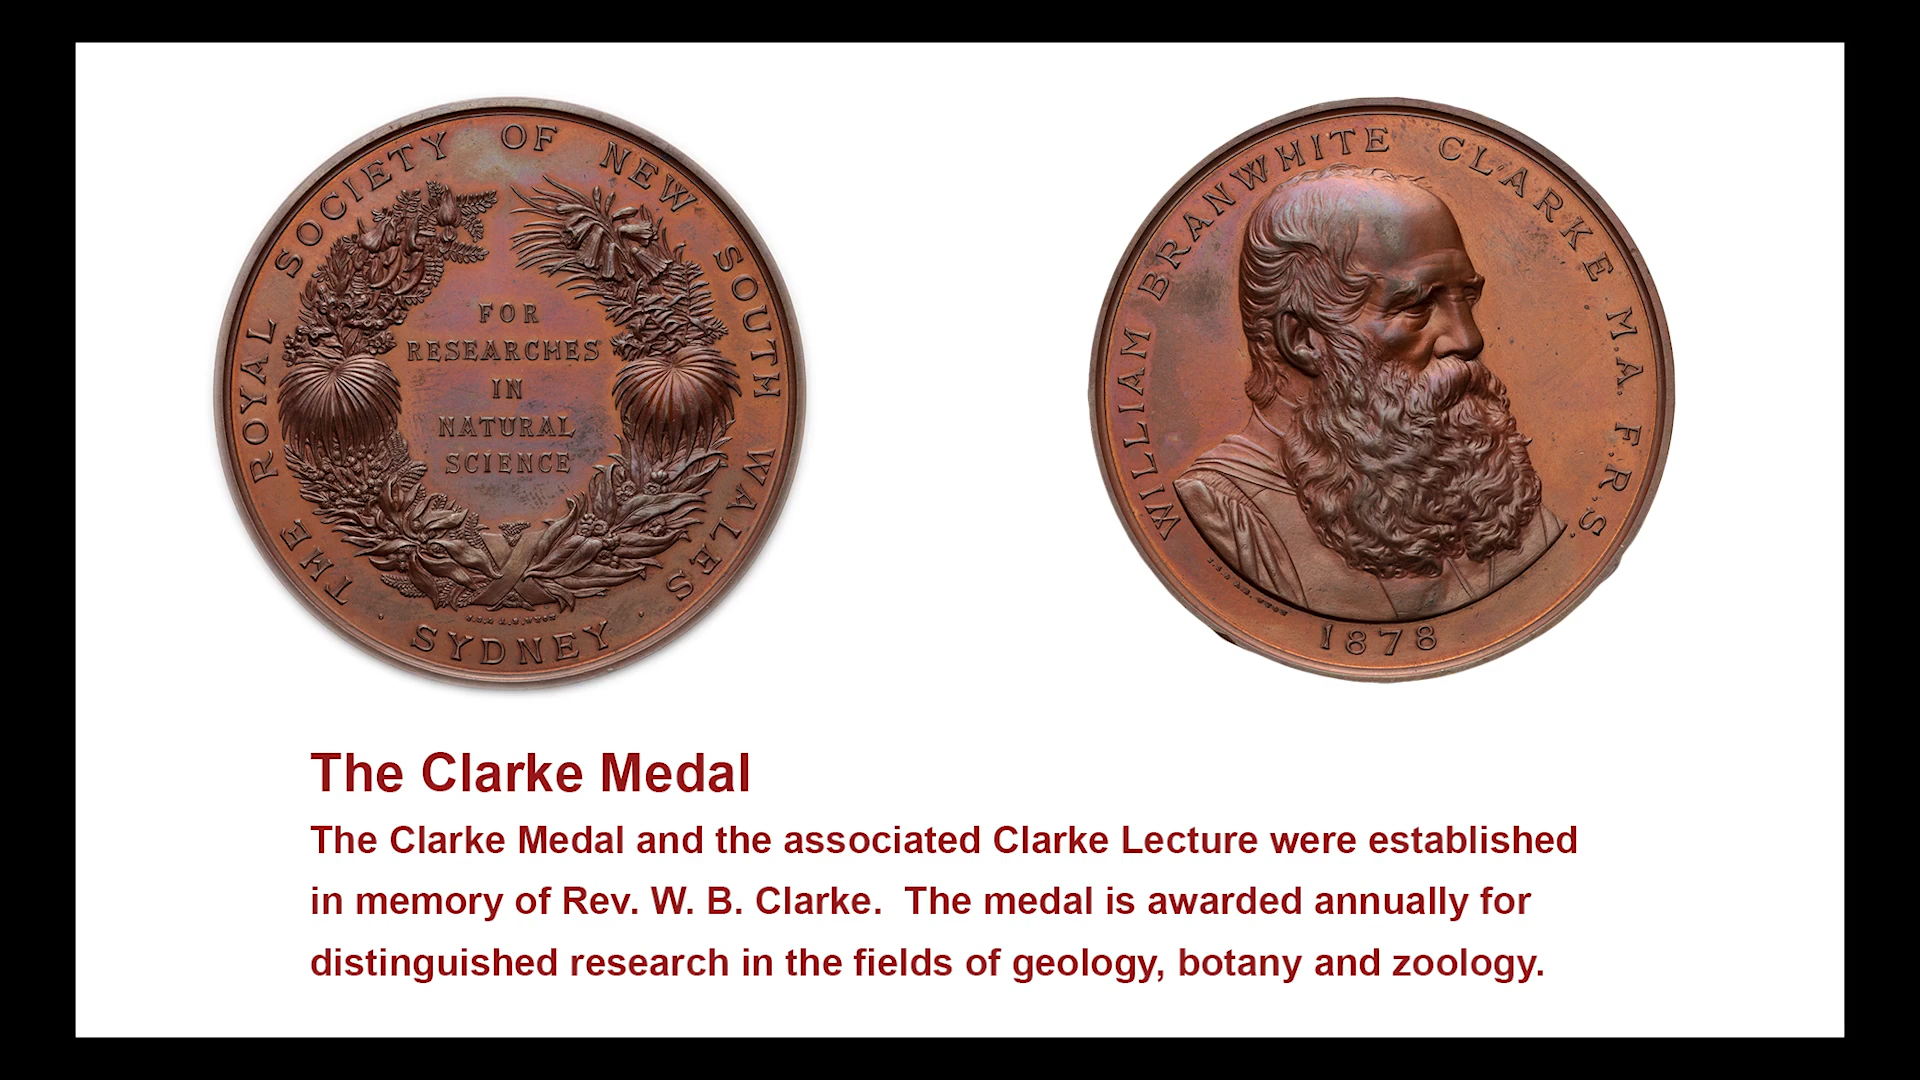 THE ROYAL SOCIETY OF NEW SOUTH WALES
FOR
RESEARCHES
IN
NATURAL
SCIENCE
SYDNEY
WILLIAM BRANWHITE CLARKE M.A. F.R.S.
1878
The Clarke Medal
The Clarke Medal and the associated Clarke Lecture were established
in memory of Rev. W. B. Clarke.  The medal is awarded annually for
distinguished research in the fields of geology, botany and zoology.